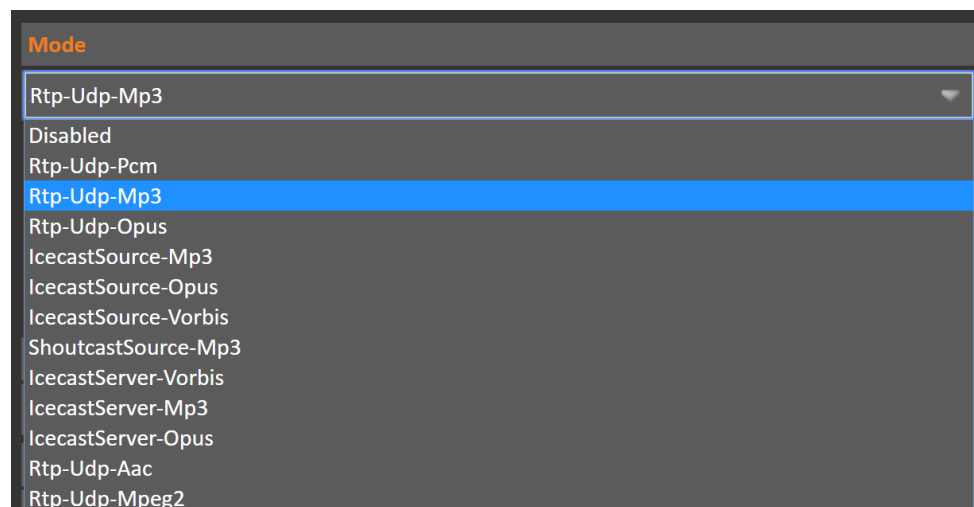 Mode
Rtp-Udp-Mp3
Disabled
Rtp-Udp-Pcm
Rtp-Udp-Mp3
Rtp-Udp-Opus
IcecastSource-Mp3
IcecastSource-Opus
IcecastSource-Vorbis
ShoutcastSource-Mp3
IcecastServer-Vorbis
IcecastServer-Mp3
IcecastServer-Opus
Rtp-Udp-Aac
Rtp-Udp-Mpeg2